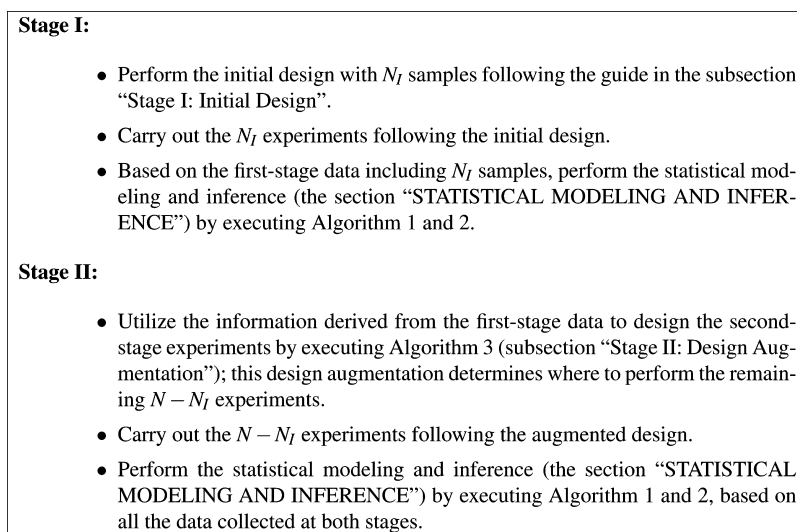 Stage I:
• Perform the initial design with N_I samples following the guide in the subsection
“Stage I: Initial Design”.
• Carry out the N_I experiments following the initial design.
• Based on the first-stage data including N_I samples, perform the statistical mod-
eling and inference (the section “STATISTICAL MODELING AND INFER-
ENCE”) by executing Algorithm 1 and 2.
Stage II:
• Utilize the information derived from the first-stage data to design the second-
stage experiments by executing Algorithm 3 (subsection “Stage II: Design Aug-
mentation”); this design augmentation determines where to perform the remain-
ing N − N_I experiments.
• Carry out the N − N_I experiments following the augmented design.
• Perform the statistical modeling and inference (the section “STATISTICAL
MODELING AND INFERENCE”) by executing Algorithm 1 and 2, based on
all the data collected at both stages.